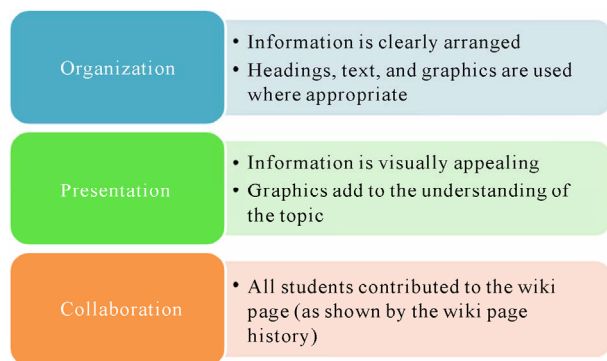 Organization
• Information is clearly arranged
• Headings, text, and graphics are used
where appropriate
Presentation
• Information is visually appealing
• Graphics add to the understanding of
the topic
Collaboration
• All students contributed to the wiki
page (as shown by the wiki page
history)